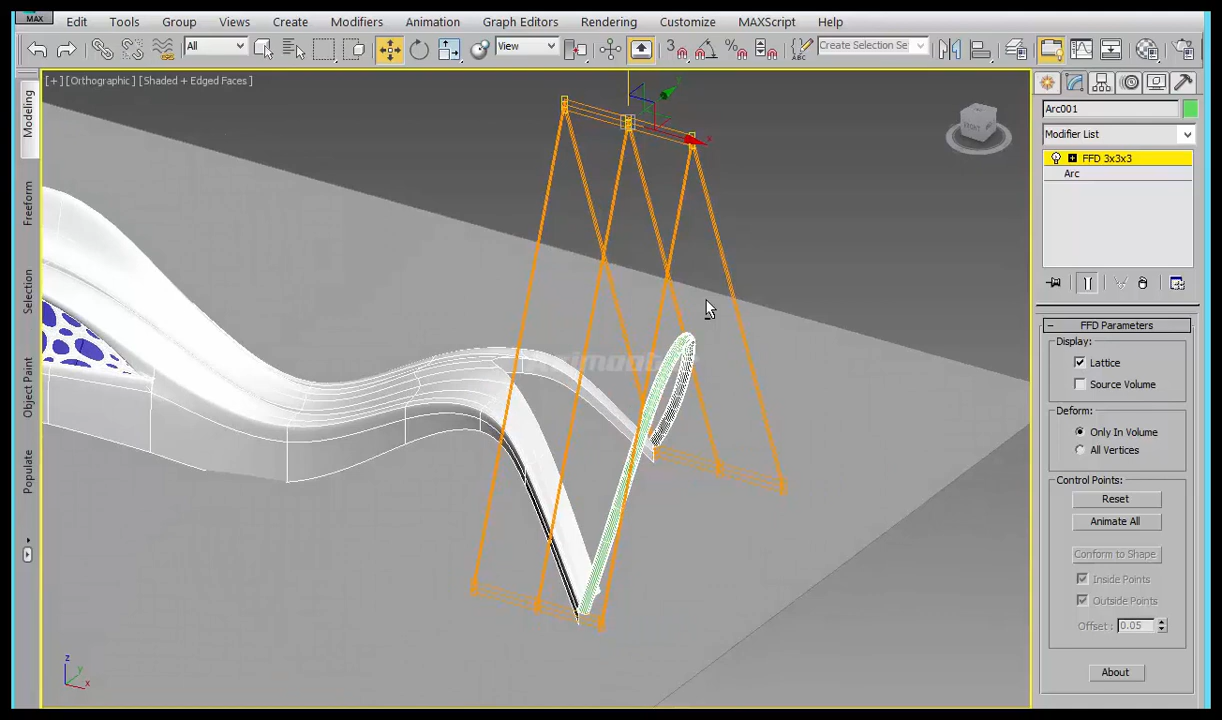 MAX
Edit Tools Group Views Create Modifiers Animation Graph Editors Rendering Customize MAXScript Help
All
View
3
Create Selection Se
[+] [Orthographic] [Shaded + Edged Faces]
Modeling
Freeform
Selection
Object Paint
Populate
FRONT
y
x
z
y
x
Arc001
Modifier List
FFD 3x3x3
Arc
FFD Parameters
Display:
Lattice
Source Volume
Deform:
Only In Volume
All Vertices
Control Points:
Reset
Animate All
Conform to Shape
Inside Points
Outside Points
Offset : 0.05
About